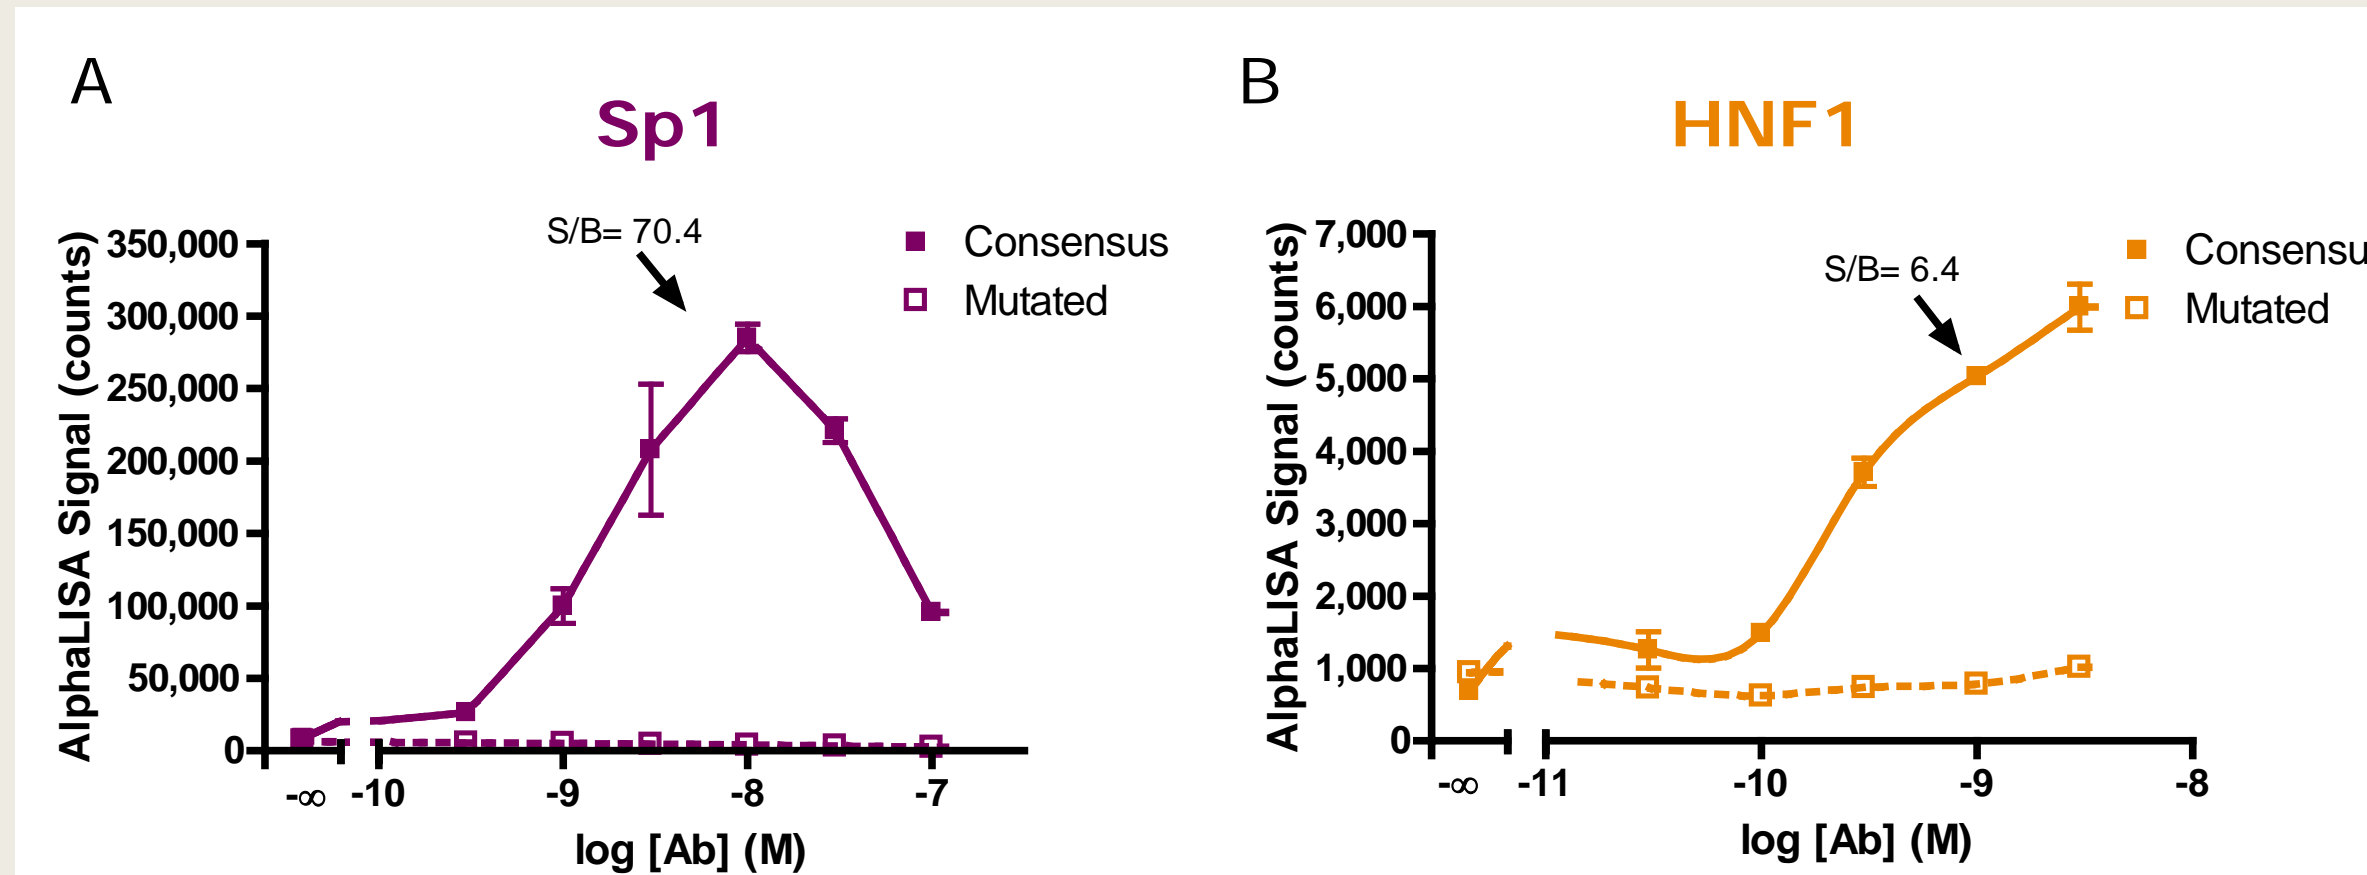 A
Sp1
S/B= 70.4
Consensus
Mutated
AlphaLISA Signal (counts)
350,000
300,000
250,000
200,000
150,000
100,000
50,000
0
-∞ -10 -9 -8 -7
log [Ab] (M)
B
HNF1
S/B= 6.4
Consensu
Mutated
AlphaLISA Signal (counts)
7,000
6,000
5,000
4,000
3,000
2,000
1,000
0
-∞ -11 -10 -9 -8
log [Ab] (M)